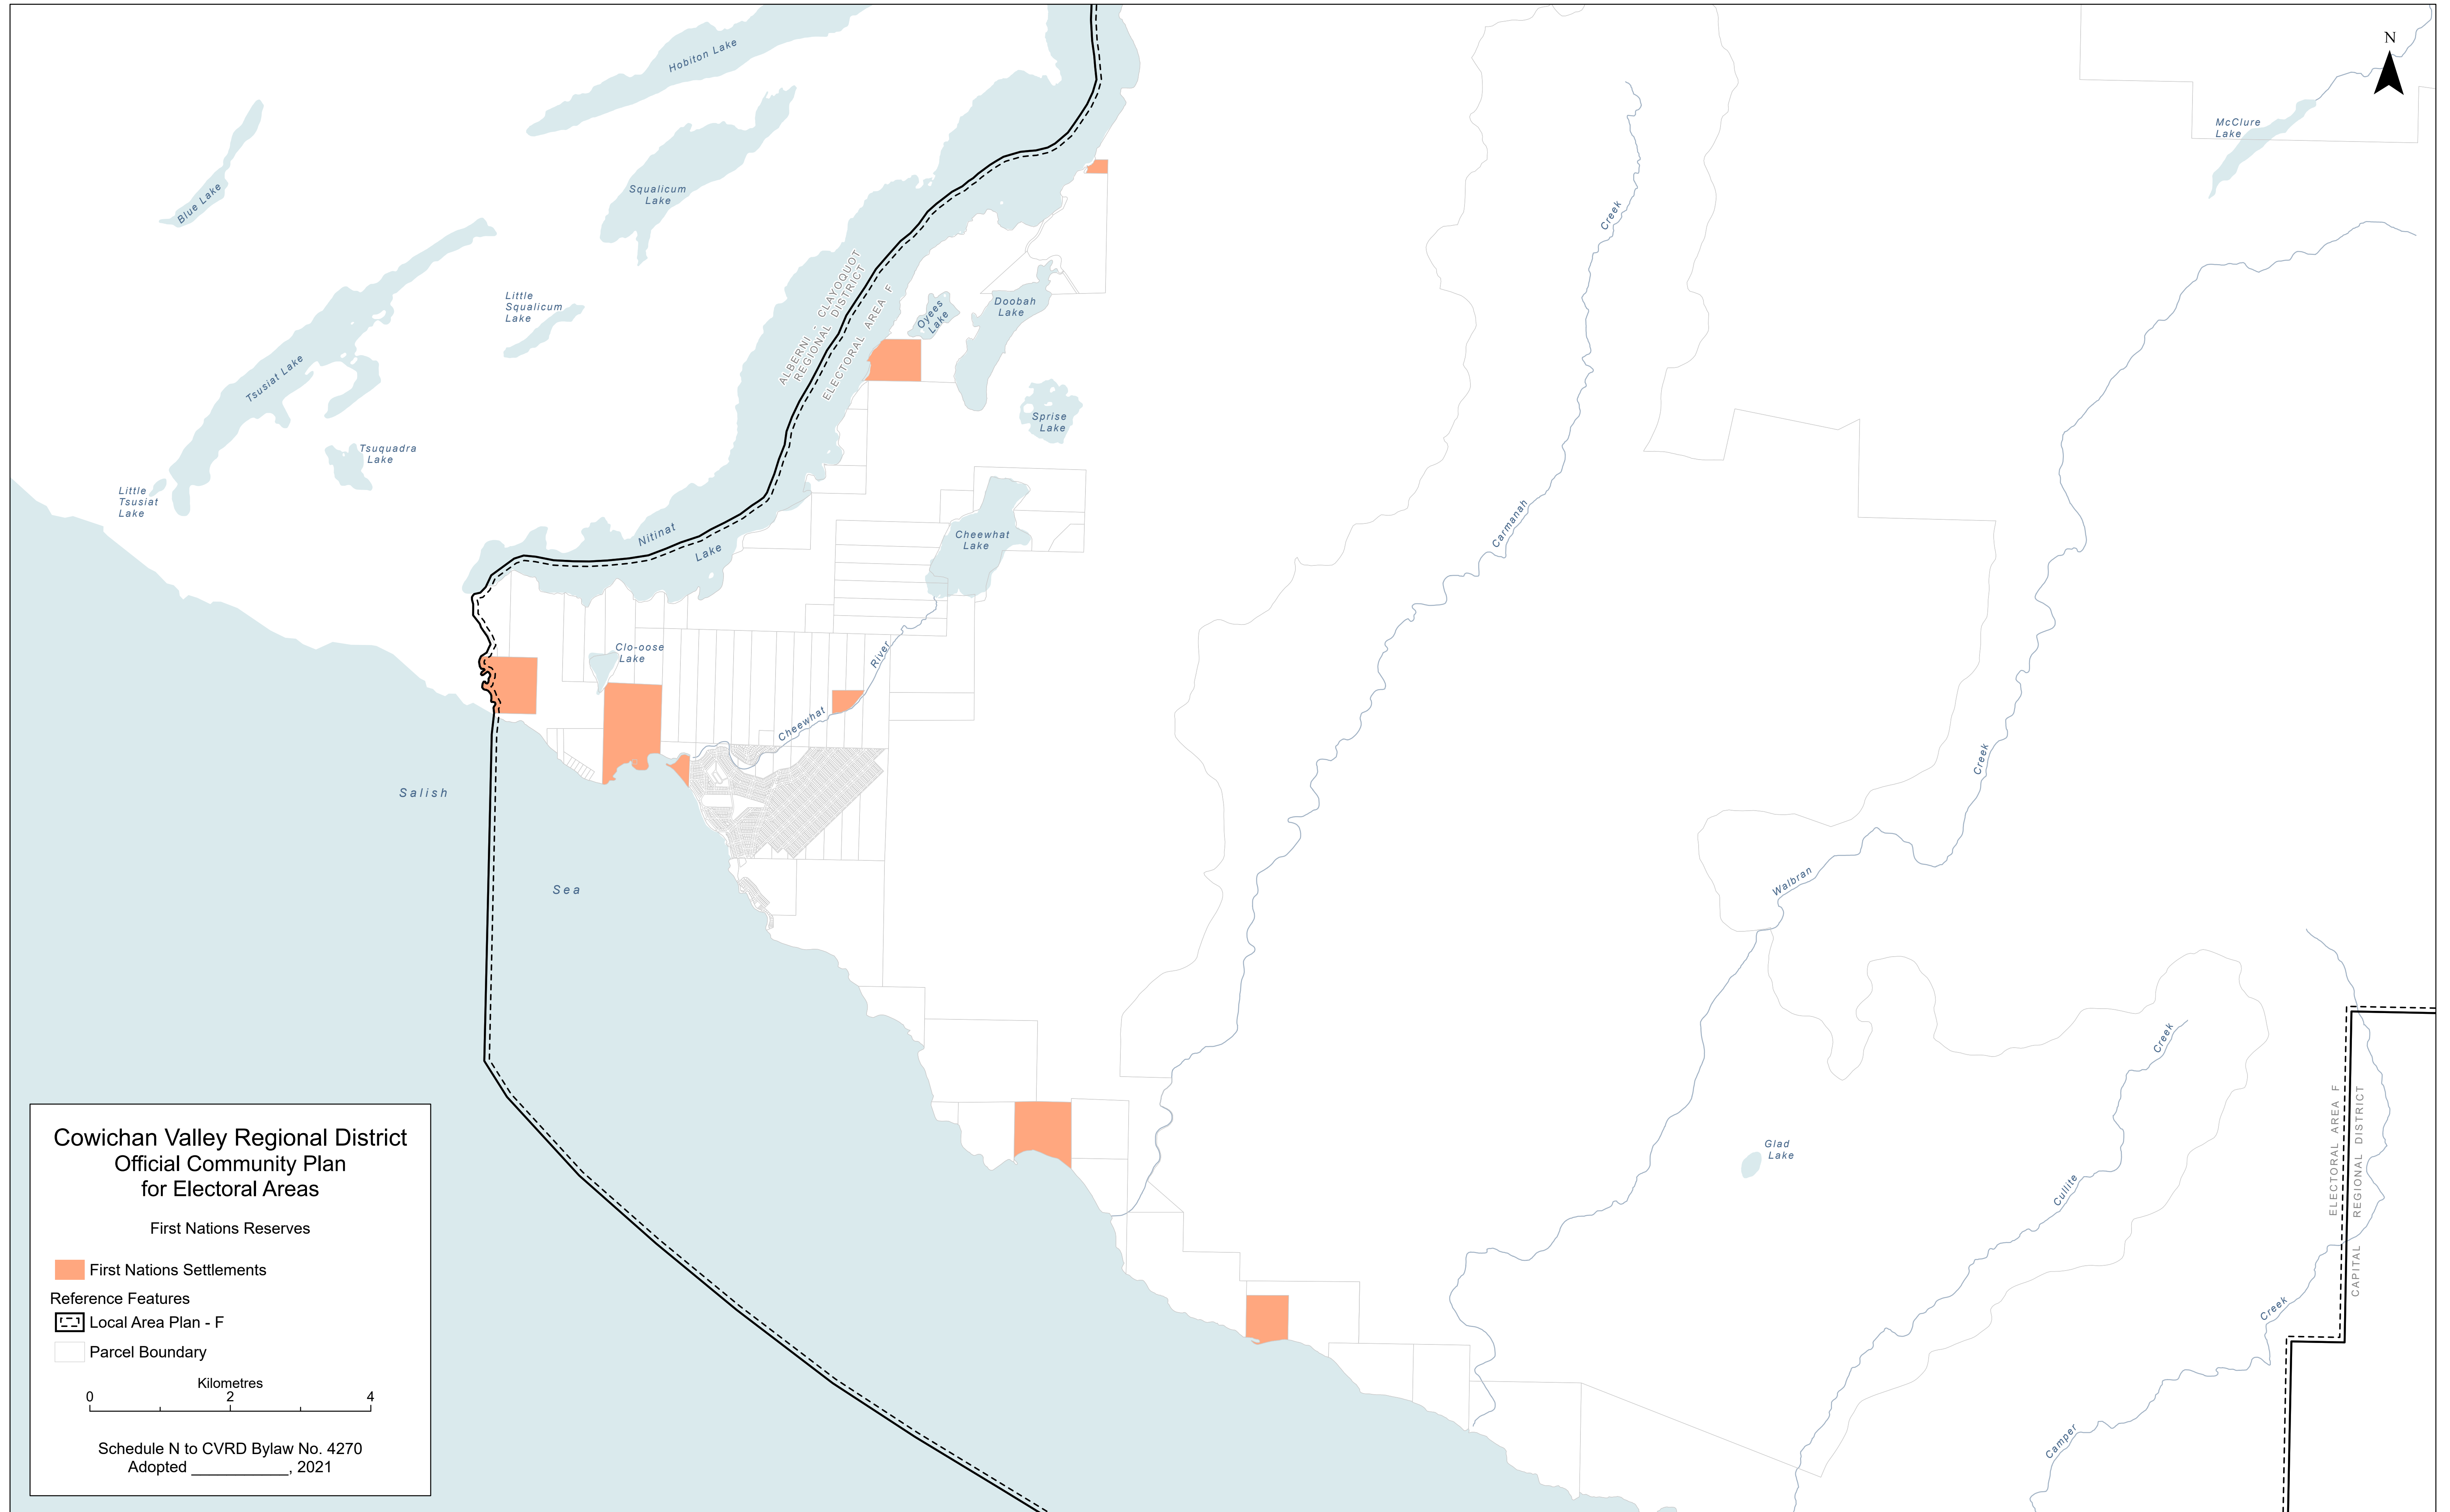 Hobiton Lake
N
McClure
Lake
Blue Lake
Squalicum
Lake
Creek
Little
Squalicum
Lake
ALBERNI - CLAYOQUOT
REGIONAL DISTRICT
ELECTORAL AREA F
Oyees
Lake
Doobah
Lake
Tsusiat Lake
Sprise
Lake
Tsuquadra
Lake
Little
Tsusiat
Lake
Nitinat
Lake
Cheewhat
Lake
Carmanah
Clo-oose
Lake
River
Cheewhat
Creek
Salish
Sea
Walbran
Creek
ELECTORAL AREA F
CAPITAL REGIONAL DISTRICT
Glad
Lake
Cullite
Creek
Camper
Cowichan Valley Regional District
Official Community Plan
for Electoral Areas
First Nations Reserves
First Nations Settlements
Reference Features
Local Area Plan - F
Parcel Boundary
Kilometres
0 2 4
Schedule N to CVRD Bylaw No. 4270
Adopted ___________, 2021